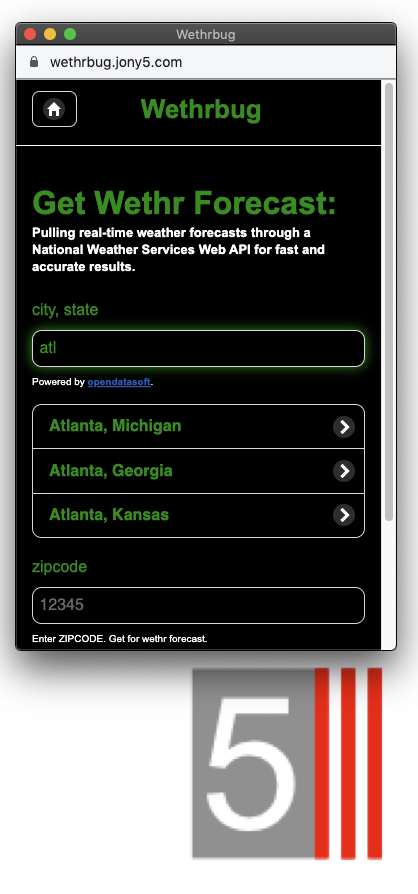 Wethrbug
wethrbug.jony5.com
Wethrbug
Get Wethr Forecast:
Pulling real-time weather forecasts through a
National Weather Services Web API for fast and
accurate results.
city, state
atl
Powered by opendatasoft.
Atlanta, Michigan
Atlanta, Georgia
Atlanta, Kansas
zipcode
12345
Enter ZIPCODE. Get for wethr forecast.
5